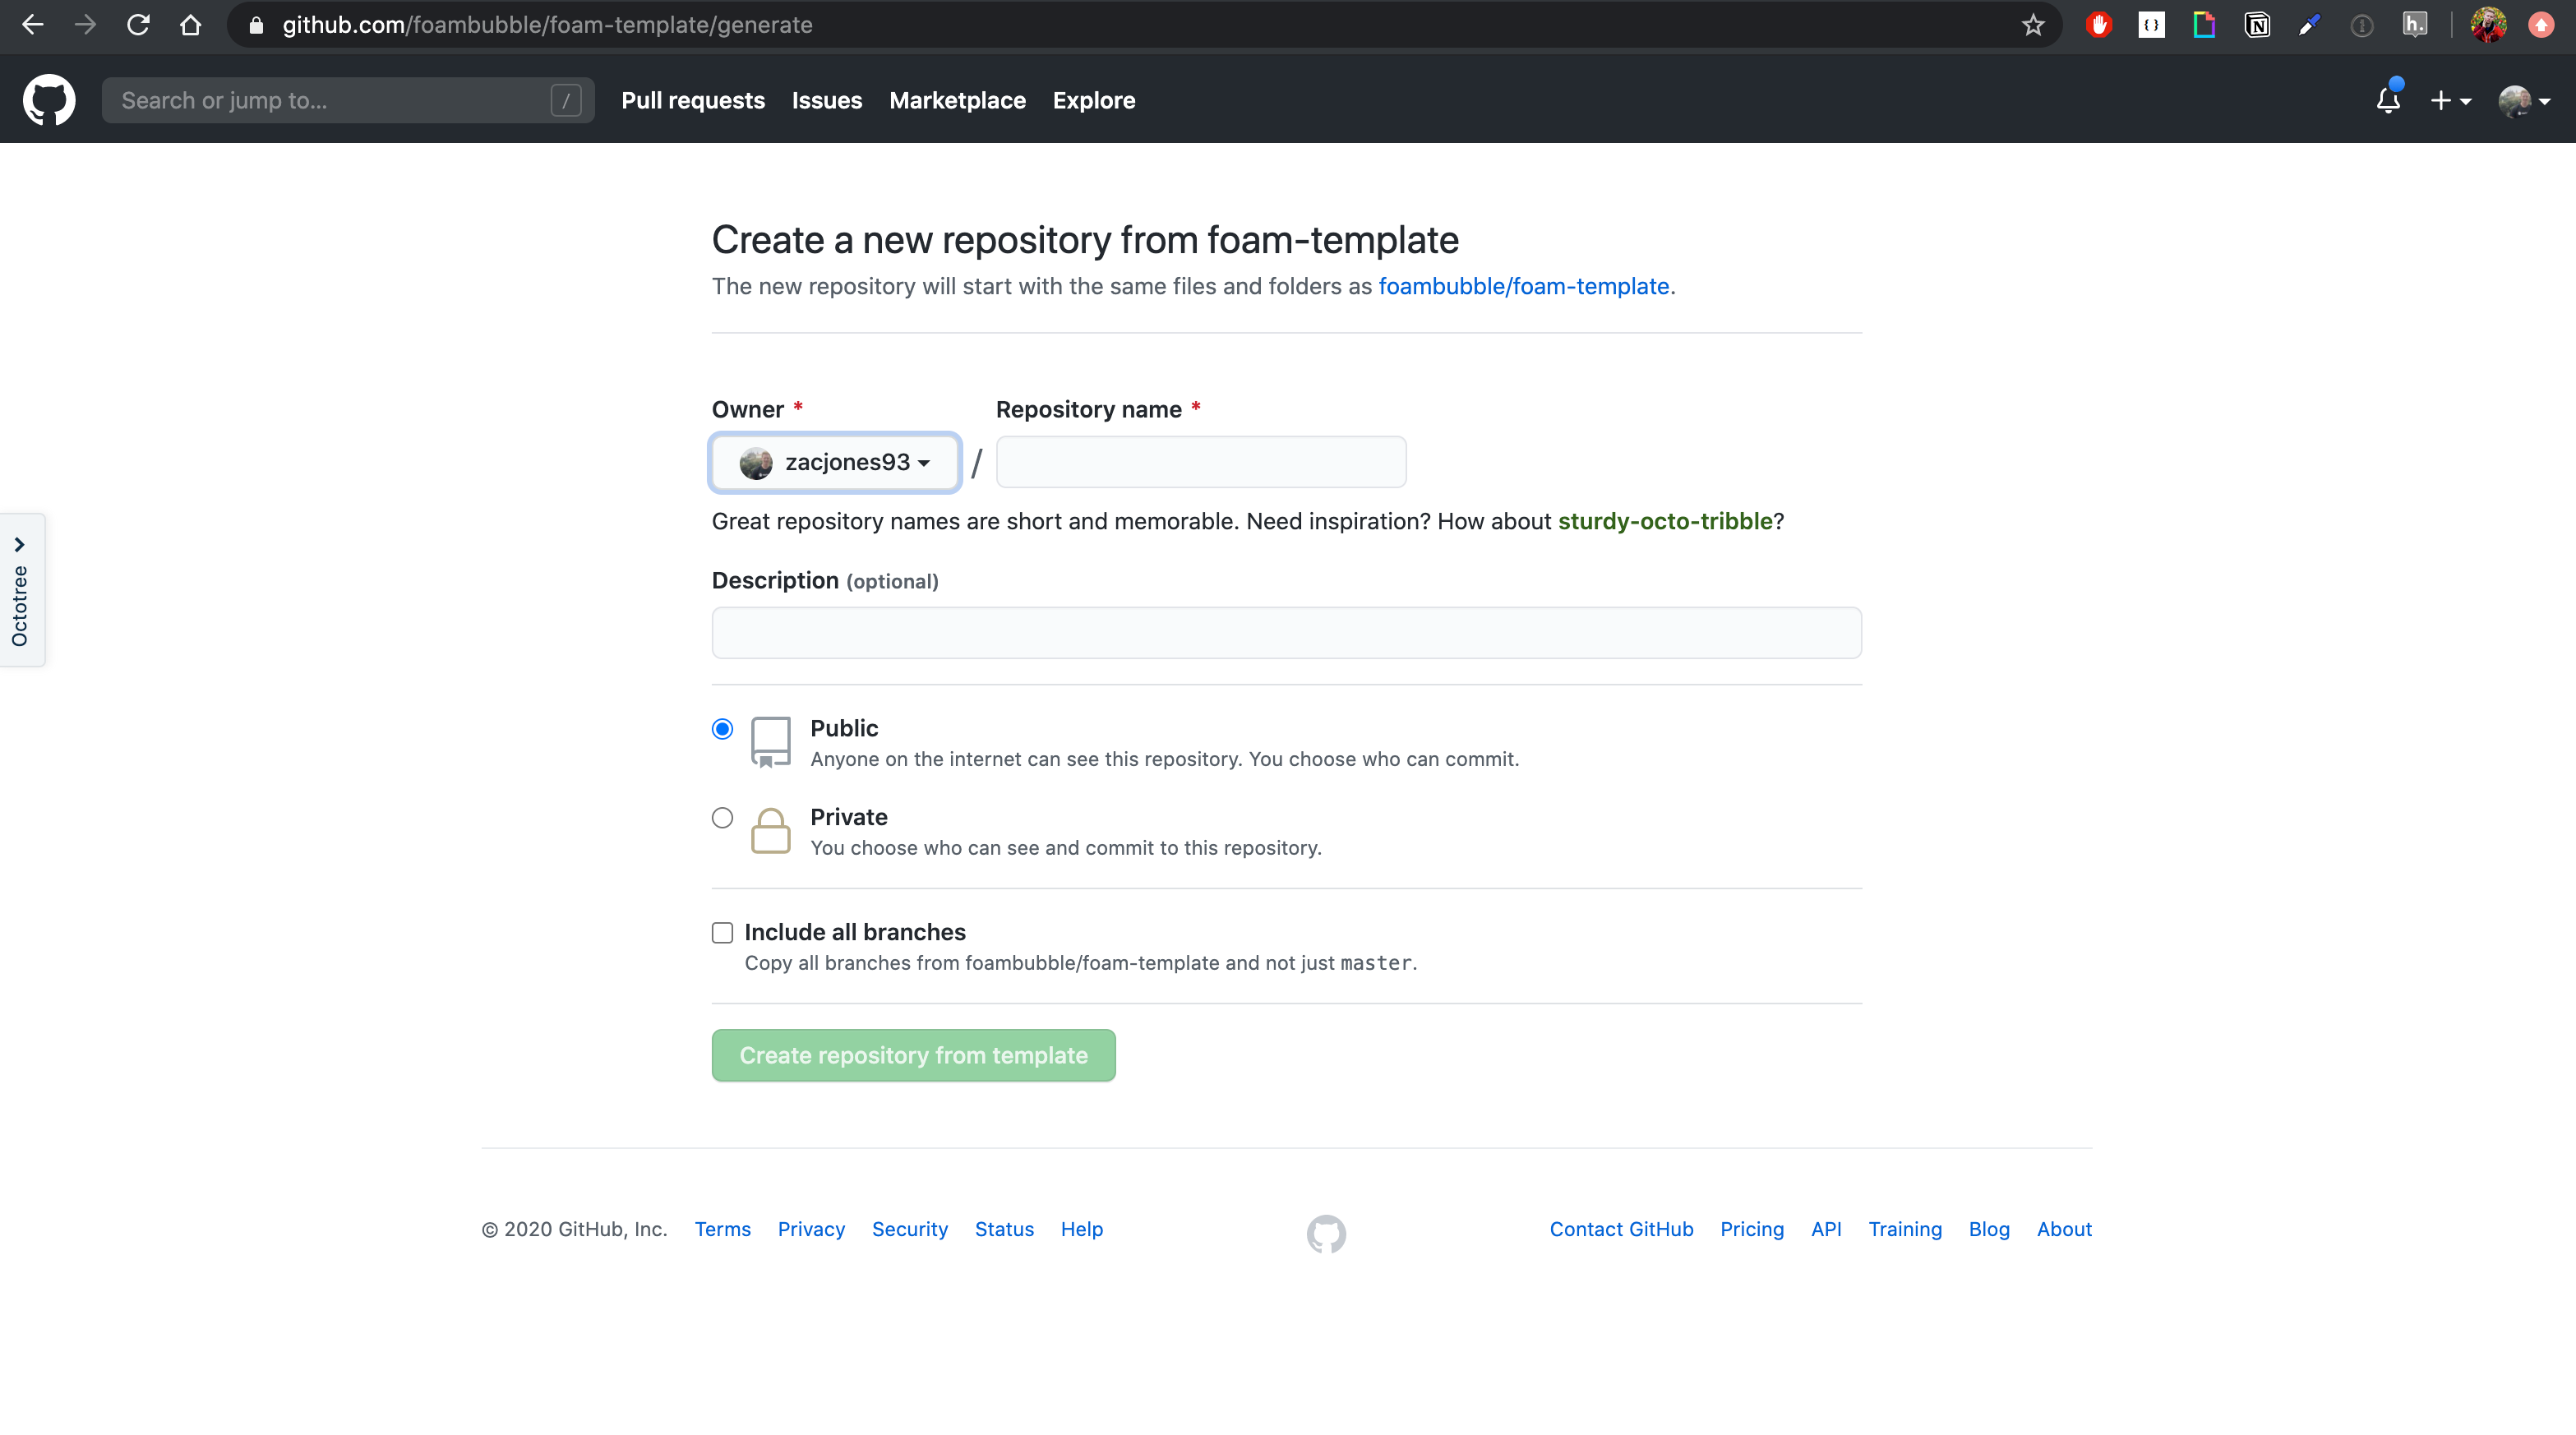 github.com/foambubble/foam-template/generate
Search or jump to...
/
Pull requests Issues Marketplace Explore
Create a new repository from foam-template
The new repository will start with the same files and folders as foambubble/foam-template.
Owner * Repository name *
zacjones93 /
Great repository names are short and memorable. Need inspiration? How about sturdy-octo-tribble?
Octotree
Description (optional)
Public
Anyone on the internet can see this repository. You choose who can commit.
Private
You choose who can see and commit to this repository.
Include all branches
Copy all branches from foambubble/foam-template and not just master.
Create repository from template
© 2020 GitHub, Inc. Terms Privacy Security Status Help Contact GitHub Pricing API Training Blog About